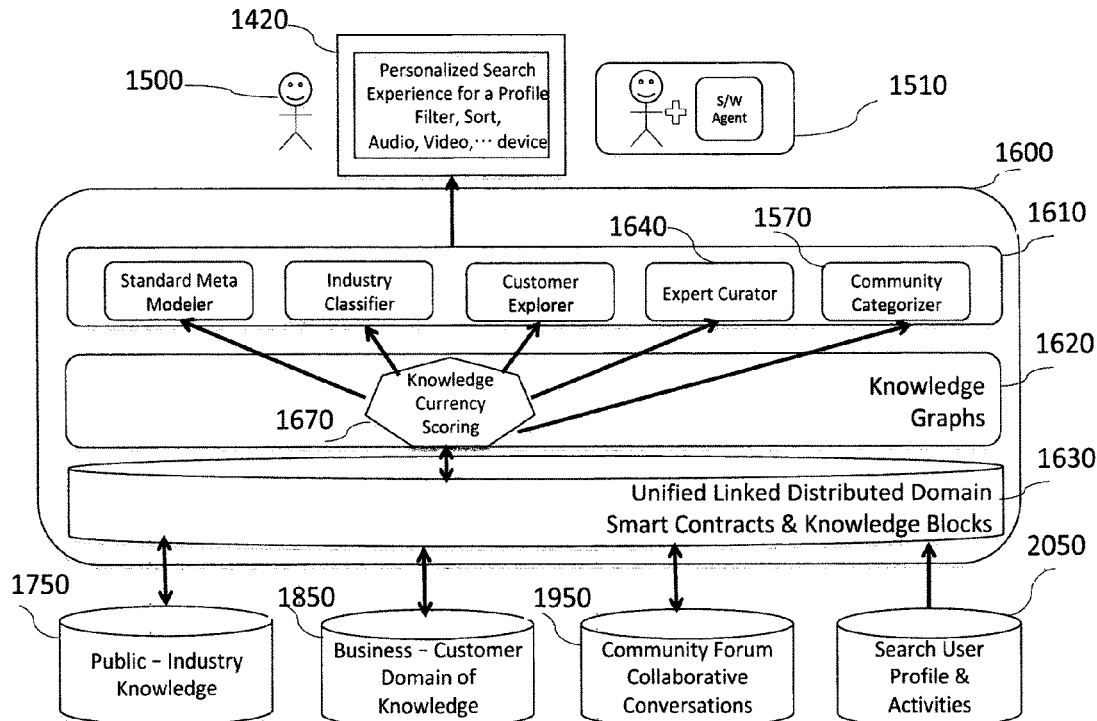 1420
1500
Personalized Search
Experience for a Profile
Filter, Sort,
Audio, Video,··· device
S/W
Agent
1510
1600
1610
1640
1570
Standard Meta
Modeler
Industry
Classifier
Customer
Explorer
Expert Curator
Community
Categorizer
1620
Knowledge
Currency
Scoring
1670
Knowledge
Graphs
1630
Unified Linked Distributed Domain
Smart Contracts & Knowledge Blocks
2050
1750
1850
1950
Public – Industry
Knowledge
Business – Customer
Domain of
Knowledge
Community Forum
Collaborative
Conversations
Search User
Profile &
Activities